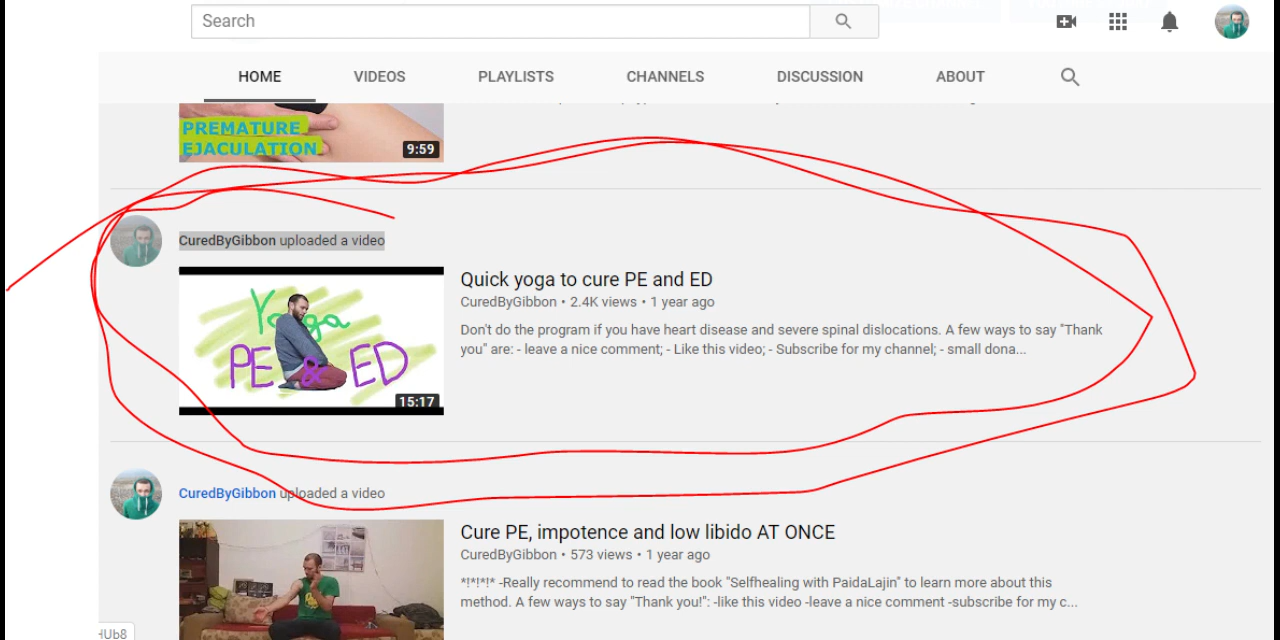 Search
HOME VIDEOS PLAYLISTS CHANNELS DISCUSSION ABOUT
PREMATURE
EJACULATION
9:59
CuredByGibbon uploaded a video
Yoga
PE & ED
15:17
Quick yoga to cure PE and ED
CuredByGibbon • 2.4K views • 1 year ago
Don't do the program if you have heart disease and severe spinal dislocations. A few ways to say "Thank
you" are: - leave a nice comment; - Like this video; - Subscribe for my channel; - small dona...
CuredByGibbon uploaded a video
Cure PE, impotence and low libido AT ONCE
CuredByGibbon • 573 views • 1 year ago
*!*!*!* -Really recommend to read the book "Selfhealing with PaidaLajin" to learn more about this
method. A few ways to say "Thank you!": -like this video -leave a nice comment -subscribe for my c...
HUb8